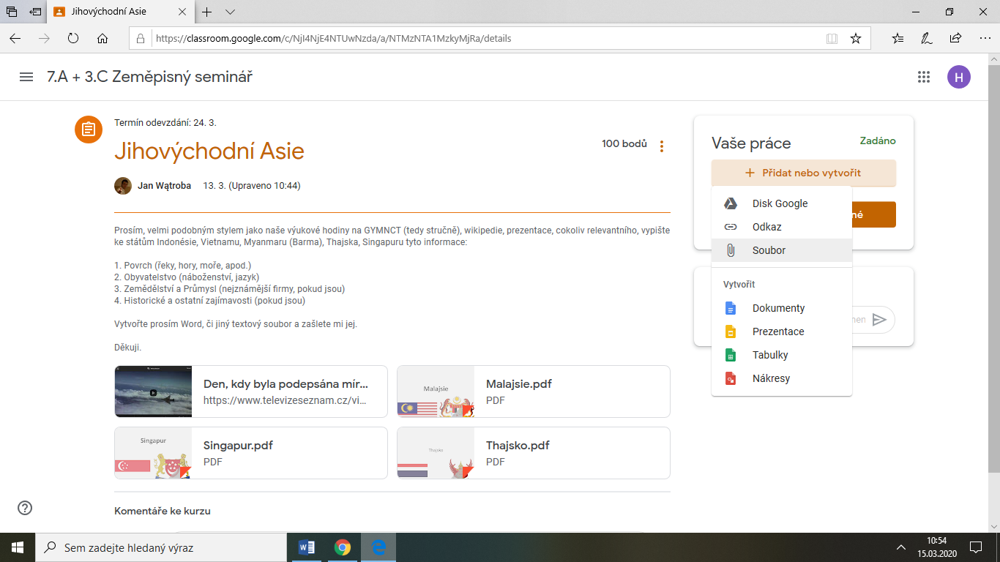 Jihovýchodní Asie
https://classroom.google.com/c/NjI4NjE4NTUwNzda/a/NTMzNTA1MzkyMjRa/details
7.A + 3.C Zeměpisný seminář
H
Termín odevzdání: 24. 3.
Jihovýchodní Asie
100 bodů
Jan Wątroba 13. 3. (Upraveno 10:44)
Prosím, velmi podobným stylem jako naše výukové hodiny na GYMNCT (tedy stručně), wikipedie, prezentace, cokoliv relevantního, vypište
ke státům Indonésie, Vietnamu, Myanmaru (Barma), Thajska, Singapuru tyto informace:
1. Povrch (řeky, hory, moře, apod.)
2. Obyvatelstvo (náboženství, jazyk)
3. Zemědělství a Průmysl (nejznámější firmy, pokud jsou)
4. Historické a ostatní zajímavosti (pokud jsou)
Vytvořte prosím Word, či jiný textový soubor a zašlete mi jej.
Děkuji.
Den, kdy byla podepsána mír...
https://www.televizeseznam.cz/vi...
Malajsie
Malajsie.pdf
PDF
Singapur
Singapur.pdf
PDF
Thajsko
Thajsko.pdf
PDF
Komentáře ke kurzu
Vaše práce
Zadáno
+ Přidat nebo vytvořit
né
Disk Google
Odkaz
Soubor
Vytvořit
Dokumenty
Prezentace
Tabulky
Nákresy
men
Sem zadejte hledaný výraz
10:54
15.03.2020